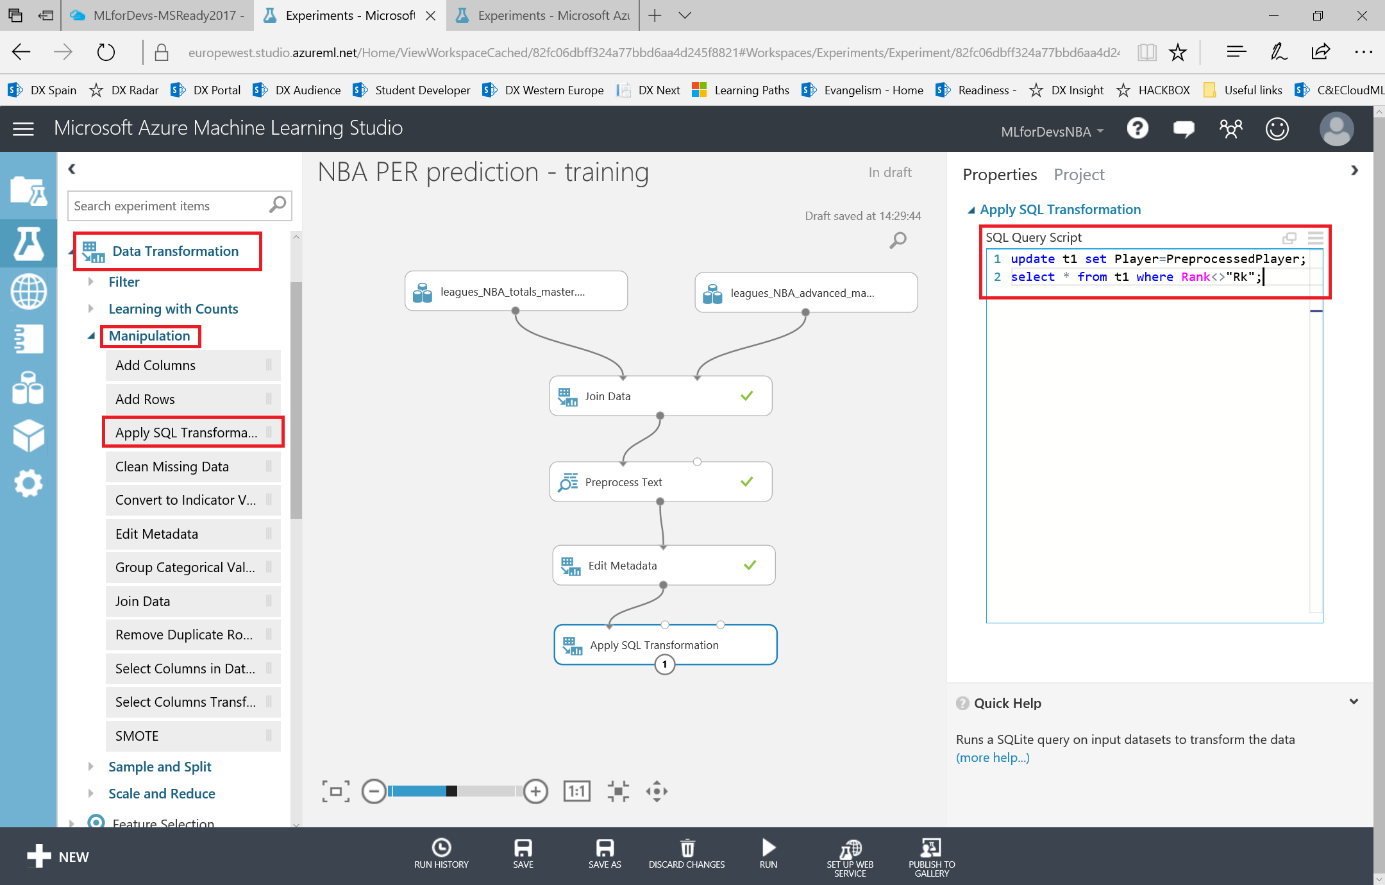 MLforDevs-MSReady2017 -
Experiments - Microsoft
Experiments - Microsoft Azu
europewest.studio.azureml.net/Home/ViewWorkspaceCached/82fc06dbff324a77bbd6aa4d245f8821#Workspaces/Experiments/Experiment/82fc06dbff324a77bbd6aa4d24
DX Spain
DX Radar
DX Portal
DX Audience
Student Developer
DX Western Europe
DX Next
Learning Paths
Evangelism - Home
Readiness -
DX Insight
HACKBOX
Useful links
C&ECloudML
Microsoft Azure Machine Learning Studio
MLforDevsNBA
Search experiment items
Data Transformation
Filter
Learning with Counts
Manipulation
Add Columns
Add Rows
Apply SQL Transforma...
Clean Missing Data
Convert to Indicator V...
Edit Metadata
Group Categorical Val...
Join Data
Remove Duplicate Ro...
Select Columns in Dat...
Select Columns Transf...
SMOTE
Sample and Split
Scale and Reduce
Feature Selection
NBA PER prediction - training
In draft
Draft saved at 14:29:44
leagues_NBA_totals_master....
leagues_NBA_advanced_ma...
Join Data
Preprocess Text
Edit Metadata
Apply SQL Transformation
1
1:1
Properties
Project
Apply SQL Transformation
SQL Query Script
1 update t1 set Player=PreprocessedPlayer;
2 select * from t1 where Rank<>"Rk";
? Quick Help
Runs a SQLite query on input datasets to transform the data
(more help...)
NEW
RUN HISTORY
SAVE
SAVE AS
DISCARD CHANGES
RUN
SET UP WEB
SERVICE
PUBLISH TO
GALLERY